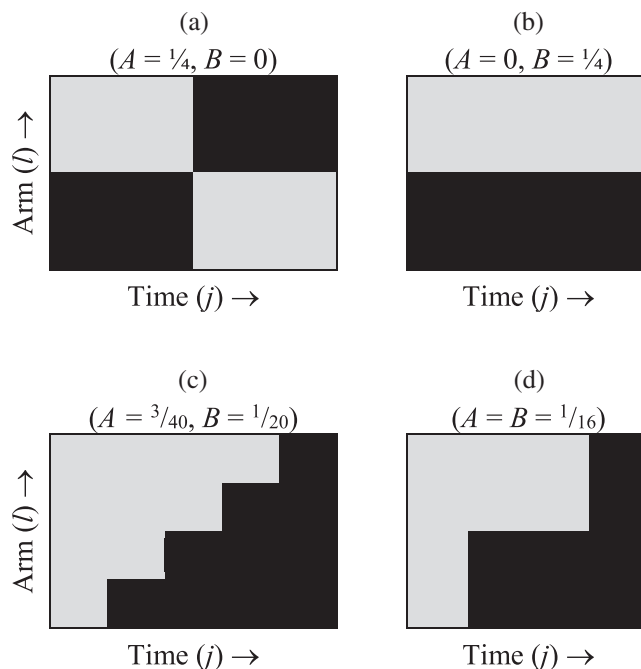 (a)
(A = ¼, B = 0)
(b)
(A = 0, B = ¼)
Arm (l) →
Time (j) →
Time (j) →
(c)
(A = 3/40, B = 1/20)
(d)
(A = B = 1/16)
Arm (l) →
Time (j) →
Time (j) →